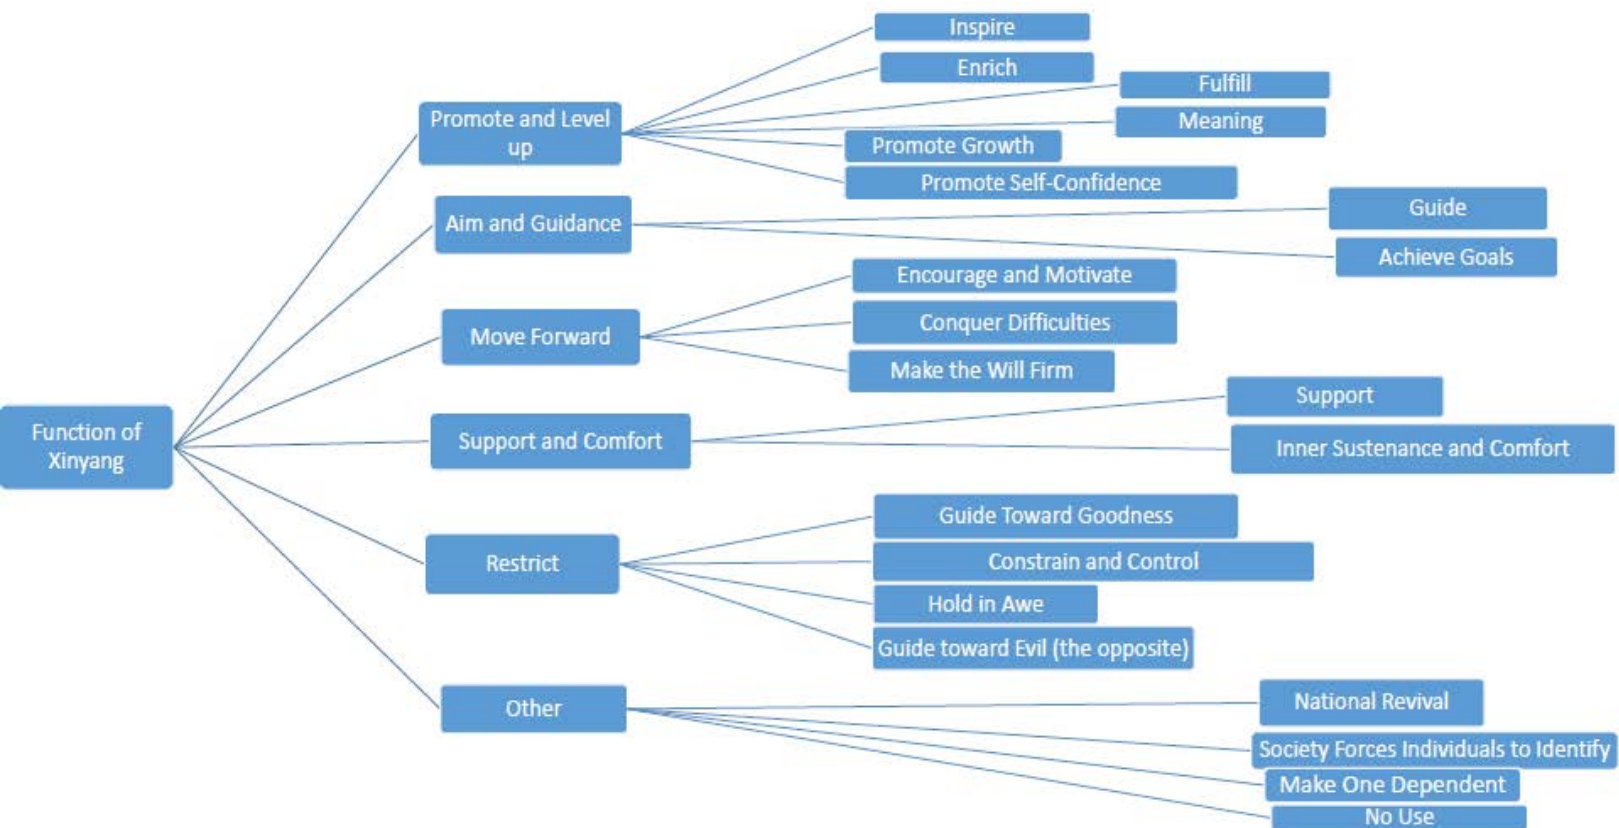 Function of
Xinyang
Promote and Level
up
Inspire
Enrich
Fulfill
Meaning
Promote Growth
Promote Self-Confidence
Aim and Guidance
Guide
Achieve Goals
Move Forward
Encourage and Motivate
Conquer Difficulties
Make the Will Firm
Support and Comfort
Support
Inner Sustenance and Comfort
Restrict
Guide Toward Goodness
Constrain and Control
Hold in Awe
Guide toward Evil (the opposite)
Other
National Revival
Society Forces Individuals to Identify
Make One Dependent
No Use